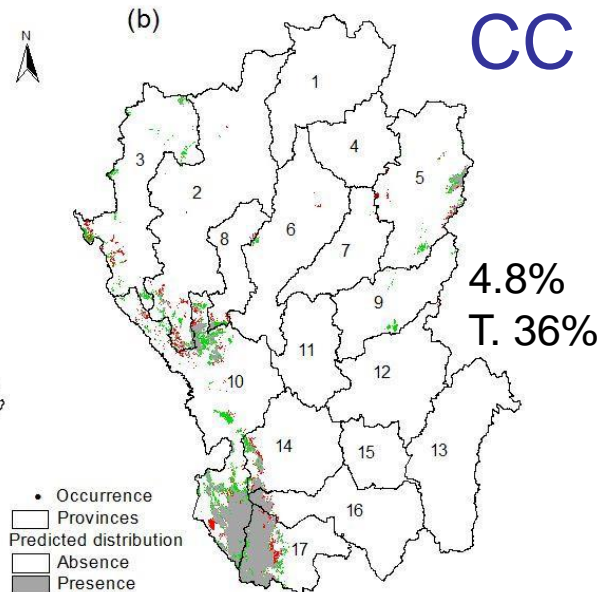 (b)
CC
N
1
4
3
5
2
6
8
7
4.8%
9
T. 36%
11
12
10
14
15
13
16
17
Occurrence
Provinces
Predicted distribution
Absence
Presence